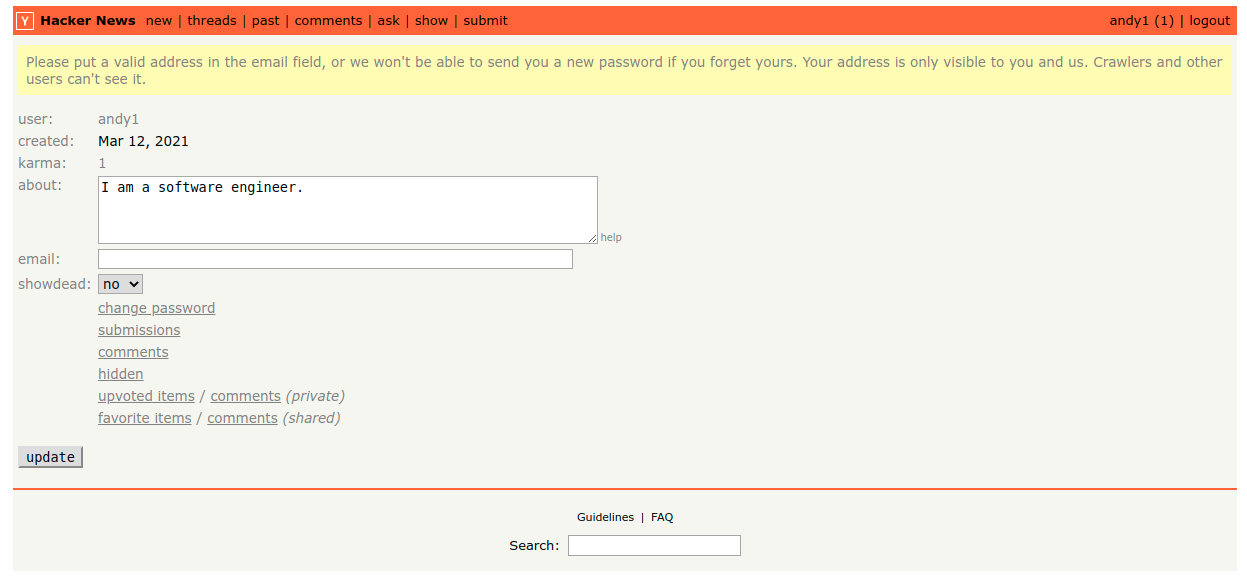 Y Hacker News new | threads | past | comments | ask | show | submit andy1 (1) | logout
Please put a valid address in the email field, or we won't be able to send you a new password if you forget yours. Your address is only visible to you and us. Crawlers and other
users can't see it.
user: andy1
created: Mar 12, 2021
karma: 1
about: I am a software engineer.
help
email:
showdead: no
change password
submissions
comments
hidden
upvoted items / comments (private)
favorite items / comments (shared)
update
Guidelines | FAQ
Search: